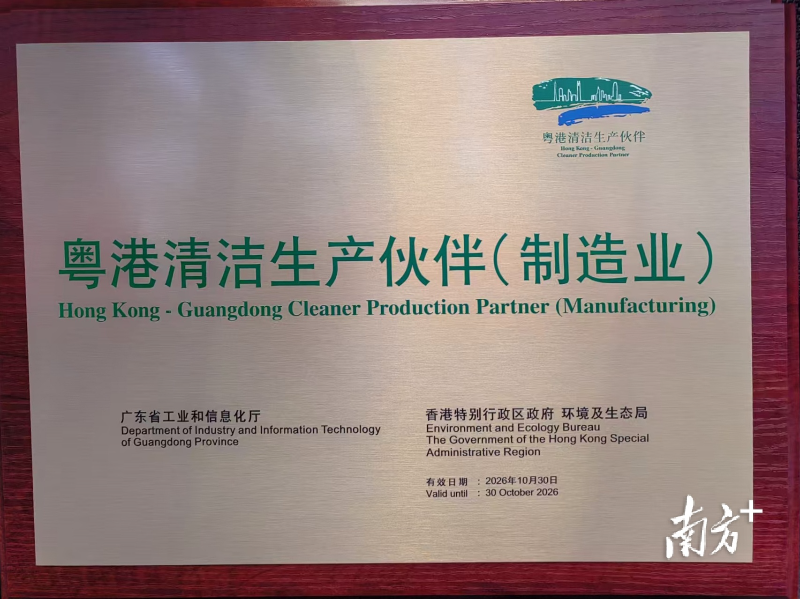 粤港清洁生产伙伴
Hong Kong - Guangdong
Cleaner Production Partner
粤港清洁生产伙伴(制造业)
Hong Kong - Guangdong Cleaner Production Partner (Manufacturing)
广东省工业和信息化厅
Department of Industry and Information Technology
of Guangdong Province
香港特别行政区政府 环境及生态局
Environment and Ecology Bureau
The Government of the Hong Kong Special
Administrative Region
有效日期 : 2026年10月30日
Valid until : 30 October 2026
南方+